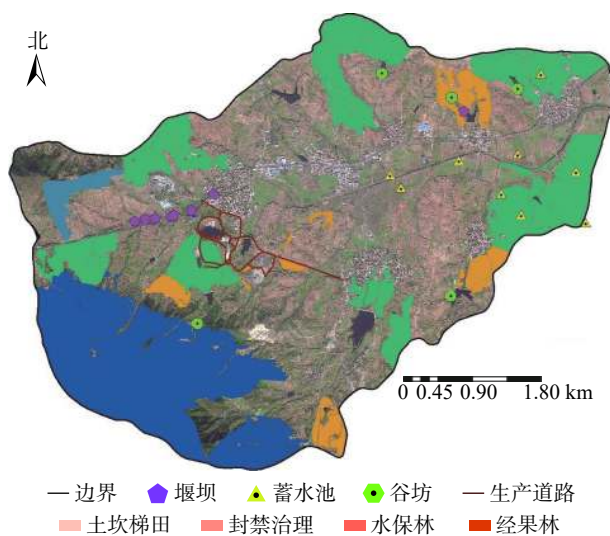 北
0 0.45 0.90 1.80 km
边界 堰坝 蓄水池 谷坊 生产道路
土坎梯田 封禁治理 水保林 经果林